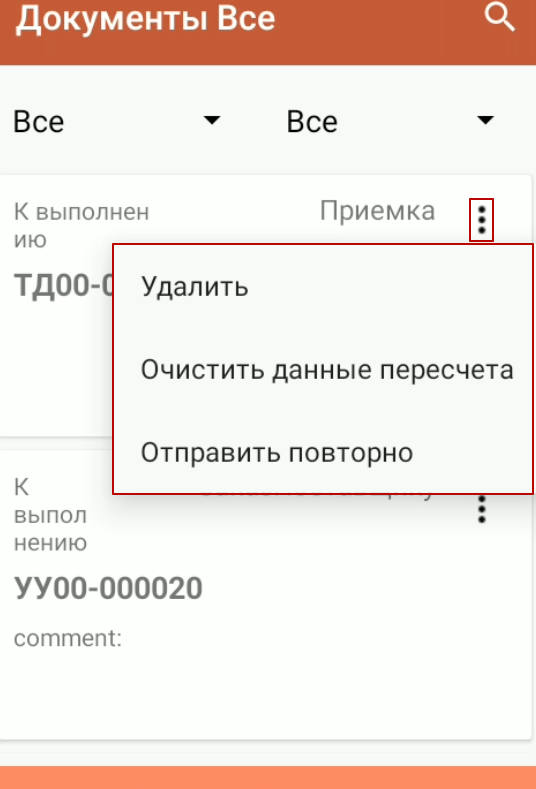 Документы Все
Все Все
К выполнен
ию
Приемка
ТД00-
Удалить
Очистить данные пересчета
Отправить повторно
К
выпол
нению
УУ00-000020
comment: